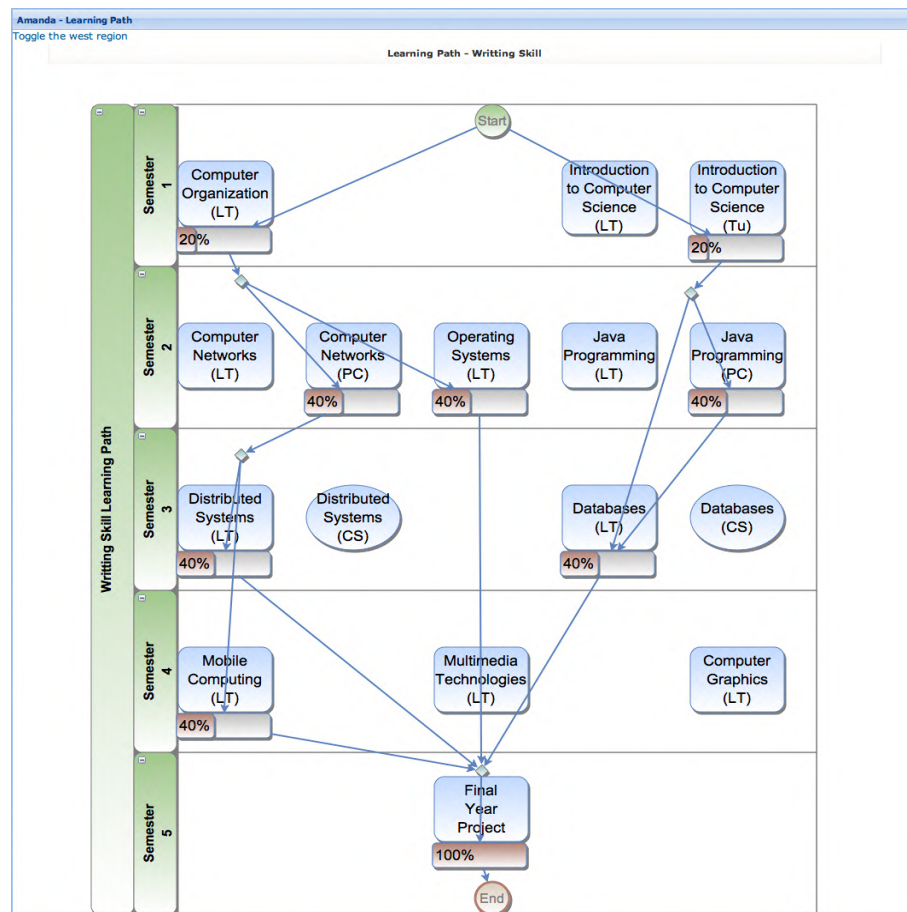 Amanda - Learning Path
Toggle the west region
Learning Path - Writting Skill
Writting Skill Learning Path
Start
Semester
1
Computer
Organization
(LT)
20%
Introduction
to Computer
Science
(LT)
Introduction
to Computer
Science
(Tu)
20%
Semester
2
Computer
Networks
(LT)
Computer
Networks
(PC)
40%
Operating
Systems
(LT)
40%
Java
Programming
(LT)
Java
Programming
(PC)
40%
Semester
3
Distributed
Systems
(LT)
40%
Distributed
Systems
(CS)
Databases
(LT)
40%
Databases
(CS)
Semester
4
Mobile
Computing
(LT)
40%
Multimedia
Technologies
(LT)
Computer
Graphics
(LT)
Semester
5
Final
Year
Project
100%
End